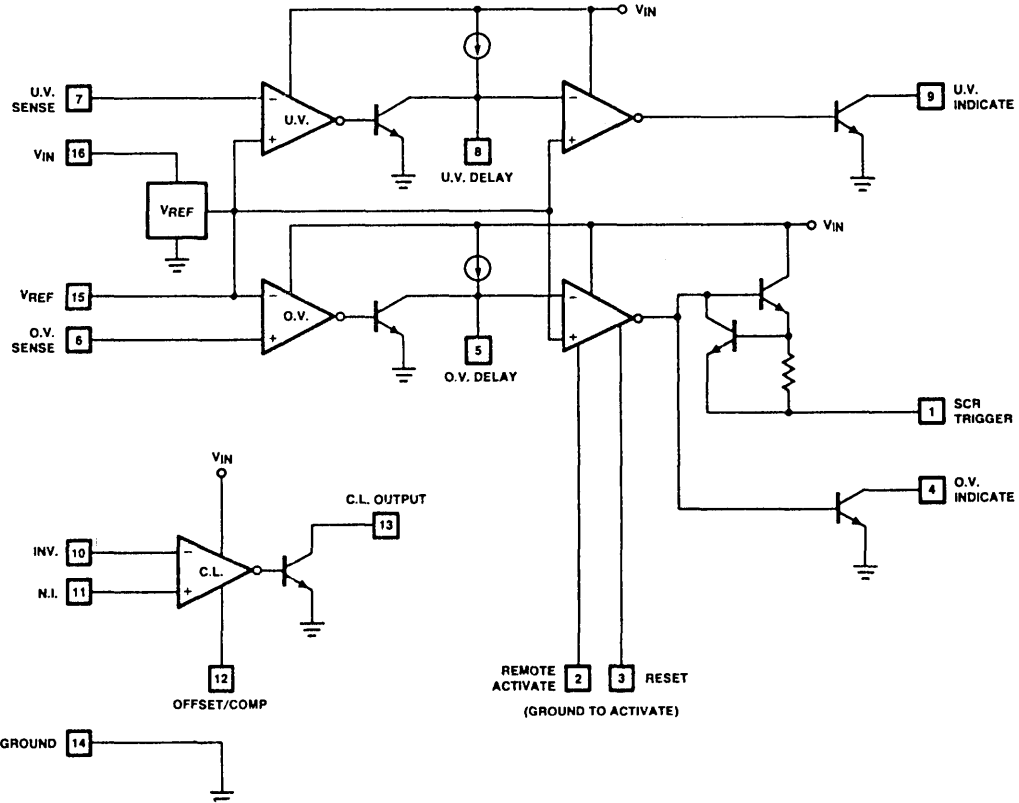 VIN
U.V. SENSE
7
−
U.V.
+
−
+
9
U.V. INDICATE
VIN
16
8
U.V. DELAY
VREF
VIN
VREF
15
−
O.V.
+
−
+
O.V. SENSE
6
5
O.V. DELAY
1
SCR TRIGGER
VIN
C.L. OUTPUT
13
4
O.V. INDICATE
INV.
10
−
C.L.
N.I.
11
+
12
OFFSET/COMP
REMOTE ACTIVATE
2
3
RESET
(GROUND TO ACTIVATE)
GROUND
14